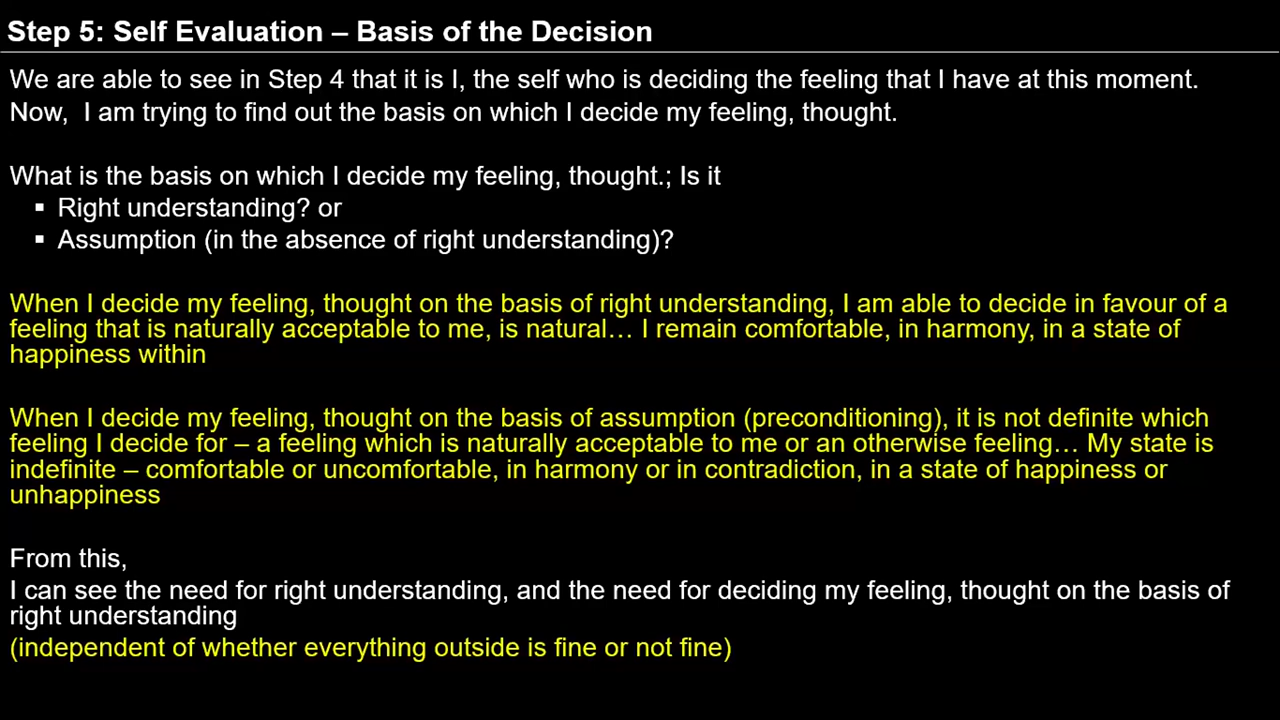 Step 5: Self Evaluation – Basis of the Decision
We are able to see in Step 4 that it is I, the self who is deciding the feeling that I have at this moment.
Now,  I am trying to find out the basis on which I decide my feeling, thought.
What is the basis on which I decide my feeling, thought.; Is it
▪ Right understanding? or
▪ Assumption (in the absence of right understanding)?
When I decide my feeling, thought on the basis of right understanding, I am able to decide in favour of a
feeling that is naturally acceptable to me, is natural… I remain comfortable, in harmony, in a state of
happiness within
When I decide my feeling, thought on the basis of assumption (preconditioning), it is not definite which
feeling I decide for – a feeling which is naturally acceptable to me or an otherwise feeling… My state is
indefinite – comfortable or uncomfortable, in harmony or in contradiction, in a state of happiness or
unhappiness
From this,
I can see the need for right understanding, and the need for deciding my feeling, thought on the basis of
right understanding
(independent of whether everything outside is fine or not fine)